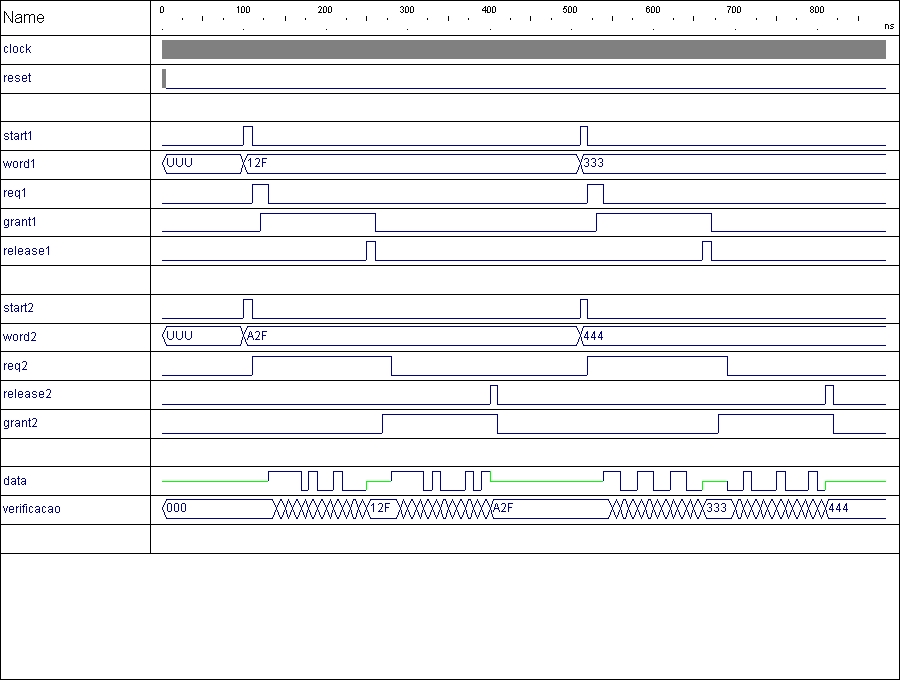 Name 0 100 200 300 400 500 600 700 800
ns
clock
reset
start1
word1 UUU 12F 333
req1
grant1
release1
start2
word2 UUU A2F 444
req2
release2
grant2
data
verificacao 000 12F A2F 333 444